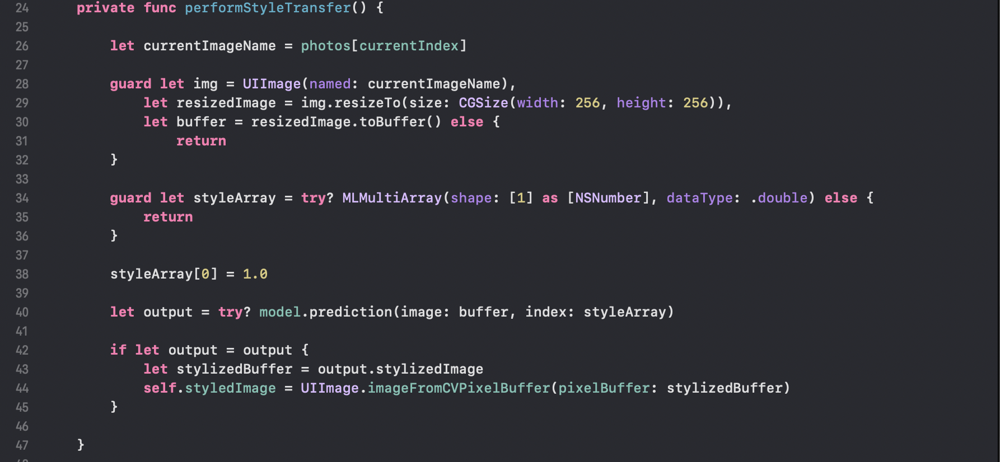 24 private func performStyleTransfer() {
25
26 let currentImageName = photos[currentIndex]
27
28 guard let img = UIImage(named: currentImageName),
29 let resizedImage = img.resizeTo(size: CGSize(width: 256, height: 256)),
30 let buffer = resizedImage.toBuffer() else {
31 return
32 }
33
34 guard let styleArray = try? MLMultiArray(shape: [1] as [NSNumber], dataType: .double) else {
35 return
36 }
37
38 styleArray[0] = 1.0
39
40 let output = try? model.prediction(image: buffer, index: styleArray)
41
42 if let output = output {
43 let stylizedBuffer = output.stylizedImage
44 self.styledImage = UIImage.imageFromCVPixelBuffer(pixelBuffer: stylizedBuffer)
45 }
46
47 }